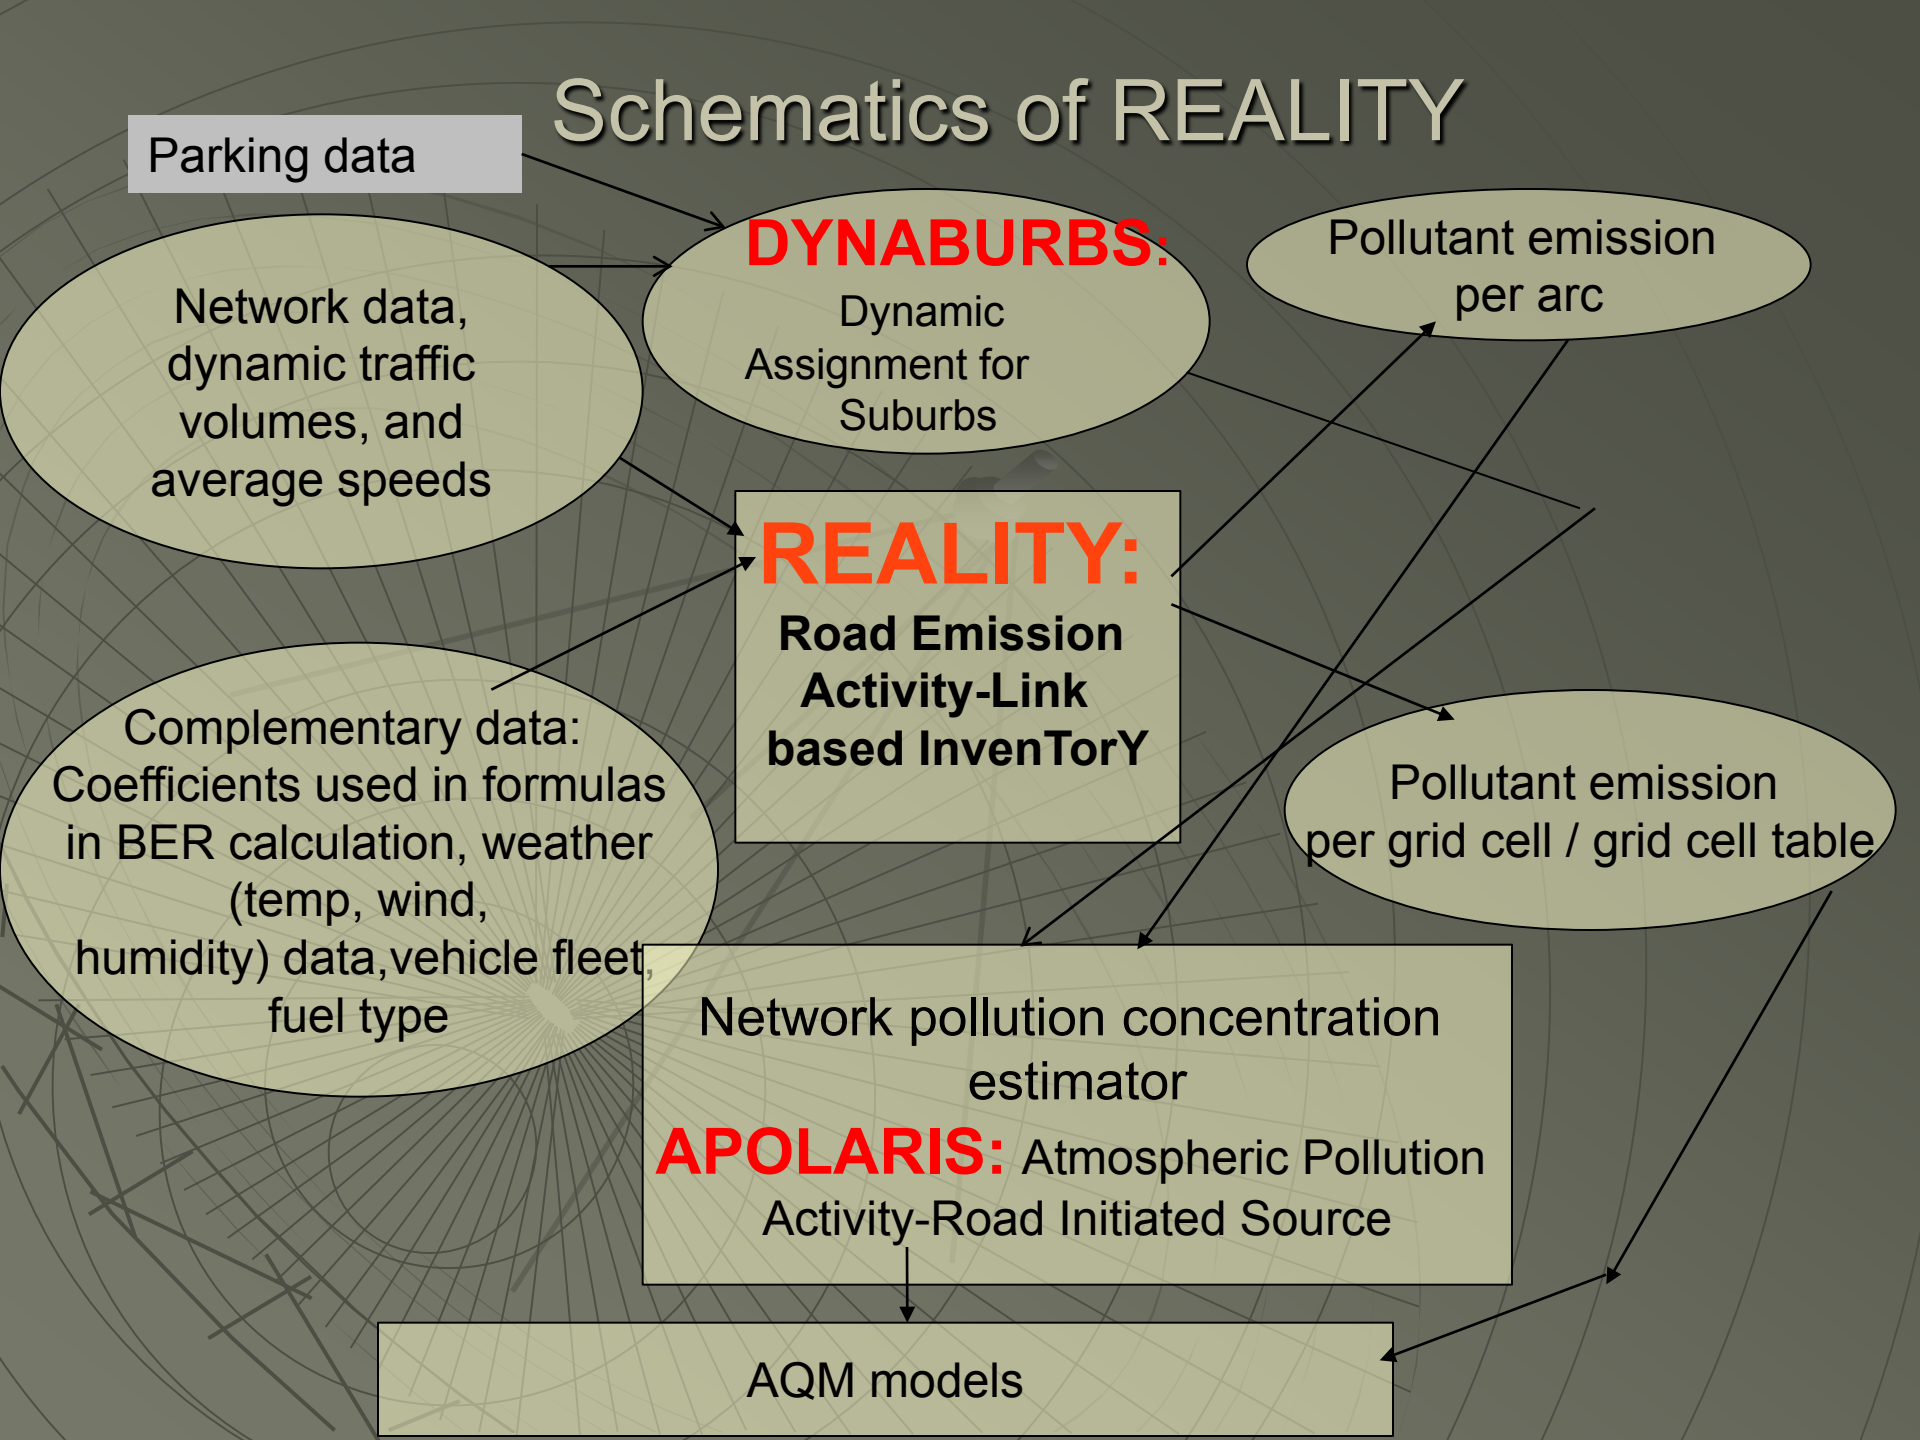 Schematics of REALITY
Parking data
Network data,
dynamic traffic
volumes, and
average speeds
DYNABURBS:
Dynamic
Assignment for
Suburbs
Pollutant emission
per arc
REALITY:
Road Emission
Activity-Link
based InvenTorY
Complementary data:
Coefficients used in formulas
in BER calculation, weather
(temp, wind,
humidity) data,vehicle fleet,
fuel type
Pollutant emission
per grid cell / grid cell table
Network pollution concentration
estimator
APOLARIS: Atmospheric Pollution
Activity-Road Initiated Source
AQM models